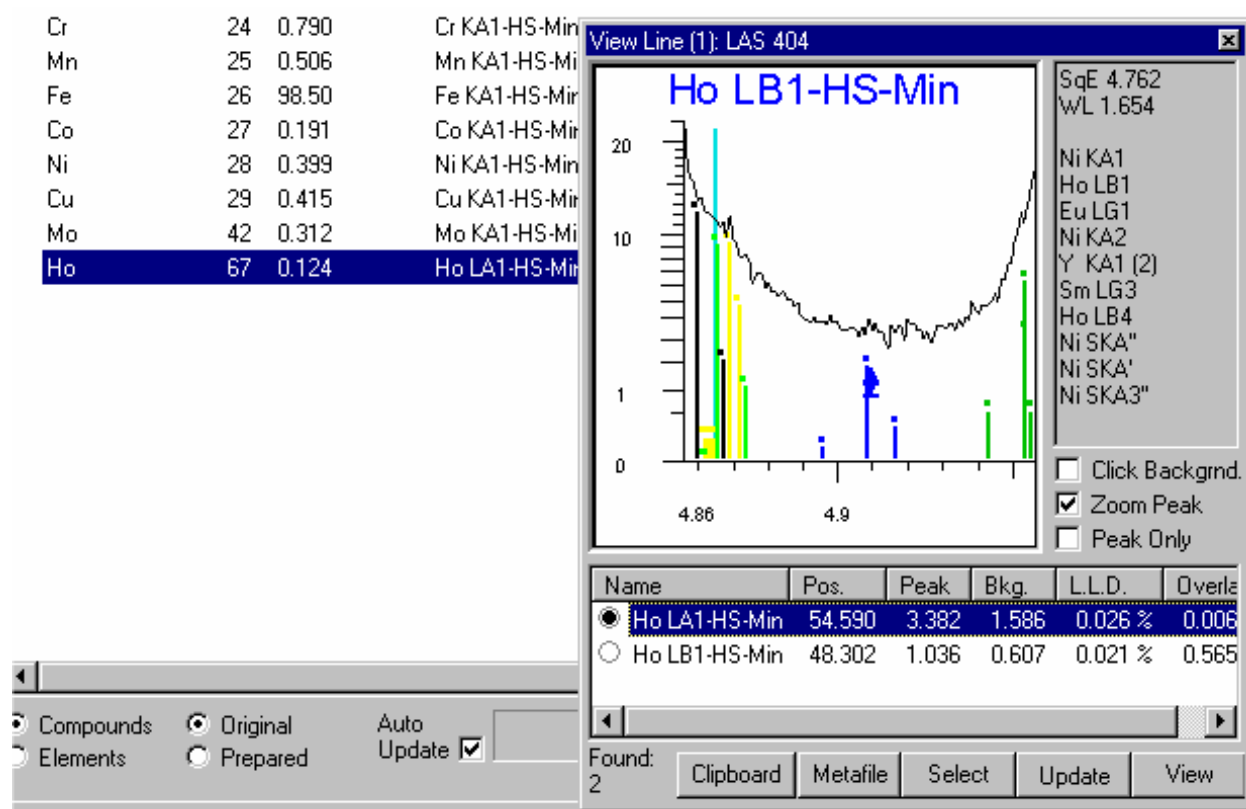 Cr 24 0.790 Cr KA1-HS-Min
Mn 25 0.506 Mn KA1-HS-Mi
Fe 26 98.50 Fe KA1-HS-Mir
Co 27 0.191 Co KA1-HS-Mir
Ni 28 0.399 Ni KA1-HS-Min
Cu 29 0.415 Cu KA1-HS-Mir
Mo 42 0.312 Mo KA1-HS-Mi
Ho 67 0.124 Ho LA1-HS-Mir
View Line (1): LAS 404
Ho LB1-HS-Min
20
10
1
0
4.86 4.9
SqE 4.762
WL 1.654
Ni KA1
Ho LB1
Eu LG1
Ni KA2
Y KA1 (2)
Sm LG3
Ho LB4
Ni SKA"
Ni SKA'
Ni SKA3"
Click Backgrnd.
Zoom Peak
Peak Only
Name Pos. Peak Bkg. L.L.D. Overla
Ho LA1-HS-Min 54.590 3.382 1.586 0.026 % 0.006
Ho LB1-HS-Min 48.302 1.036 0.607 0.021 % 0.565
Found:
2
Clipboard Metafile Select Update View
Compounds Original Auto
Elements Prepared Update